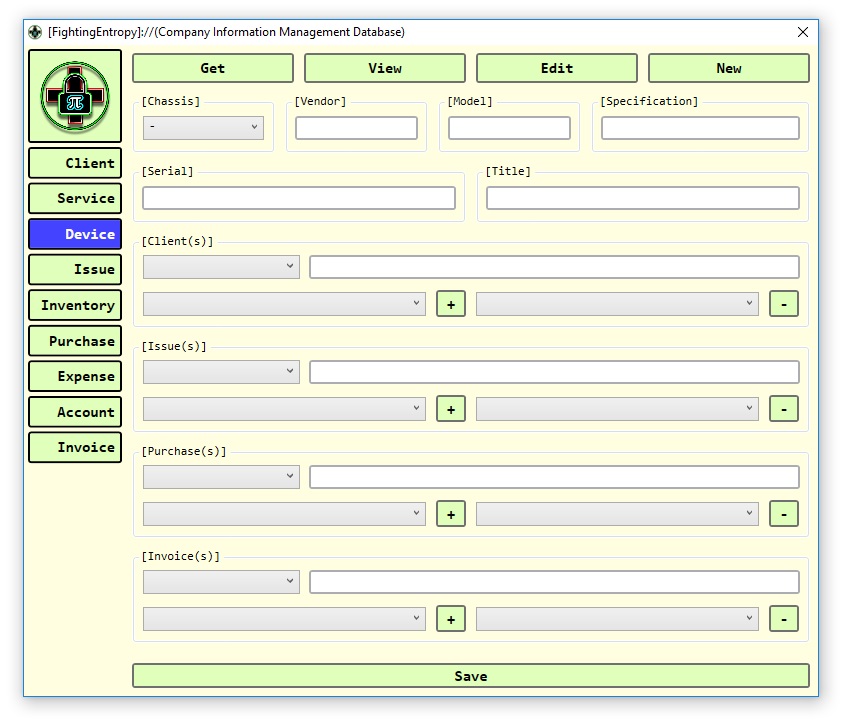 [FightingEntropy]://(Company Information Management Database)
Get View Edit New
[Chassis] [Vendor] [Model] [Specification]
-
Client
Service
Device
Issue
Inventory
Purchase
Expense
Account
Invoice
[Serial] [Title]
[Client(s)]
+ -
[Issue(s)]
+ -
[Purchase(s)]
+ -
[Invoice(s)]
+ -
Save